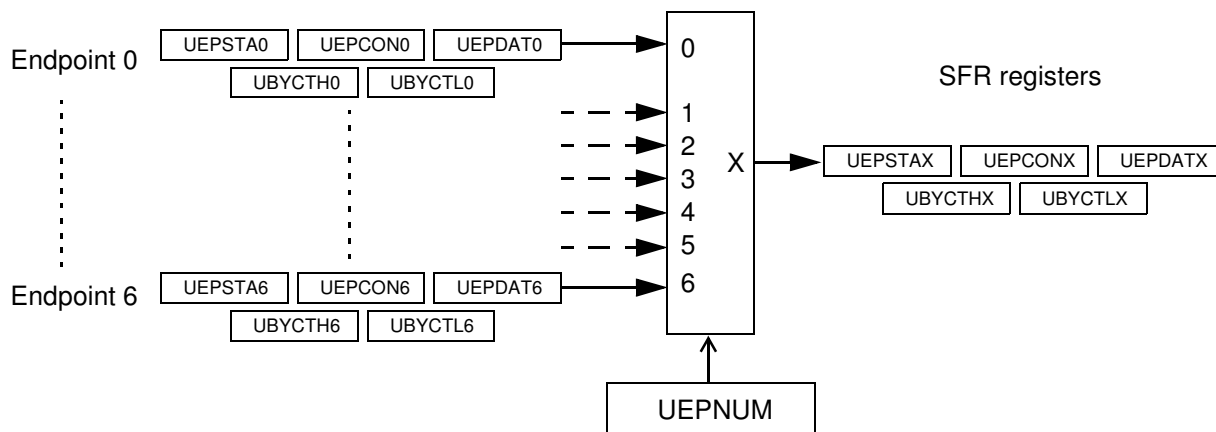 Endpoint 0
UEPSTA0 UEPCON0 UEPDAT0
UBYCTH0 UBYCTL0
0
1
2
3
4
5
6
X
SFR registers
UEPSTAX UEPCONX UEPDATX
UBYCTHX UBYCTLX
Endpoint 6
UEPSTA6 UEPCON6 UEPDAT6
UBYCTH6 UBYCTL6
UEPNUM